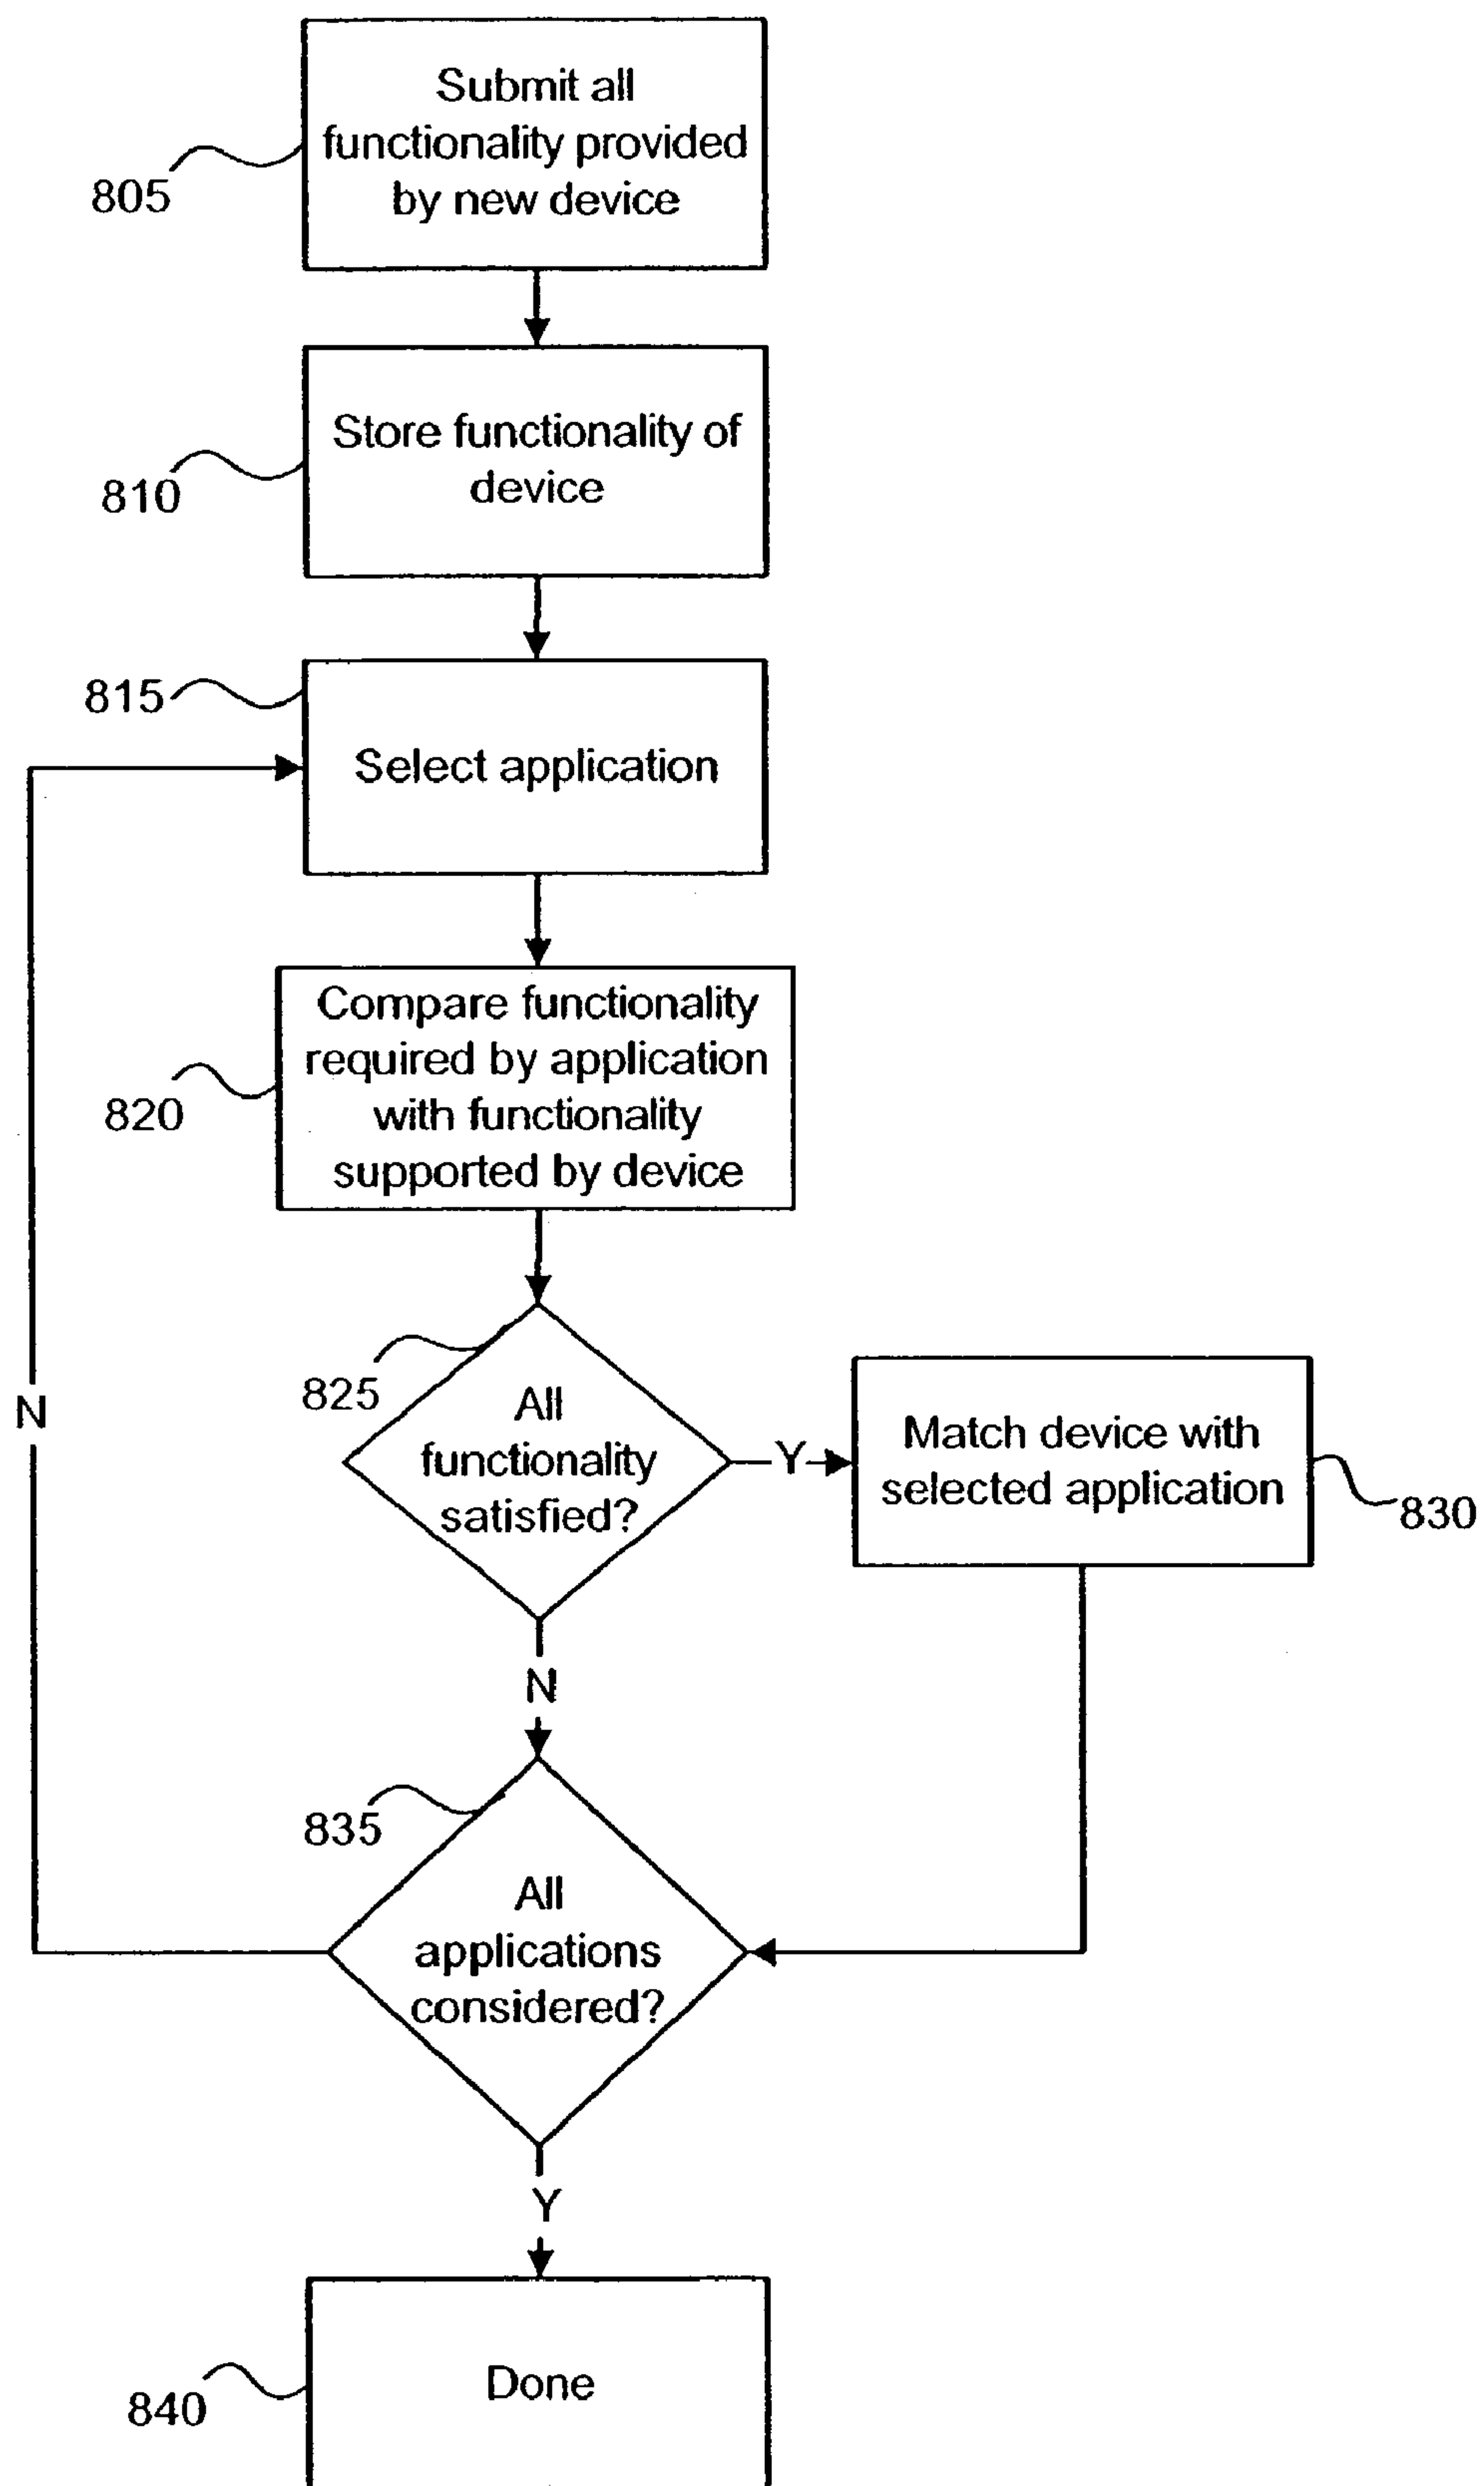 Submit all
functionality provided
by new device
805
Store functionality of
device
810
815
Select application
Compare functionality
required by application
with functionality
supported by device
820
825
All
functionality
satisfied?
Y
Match device with
selected application
830
N
N
835
All
applications
considered?
Y
Done
840